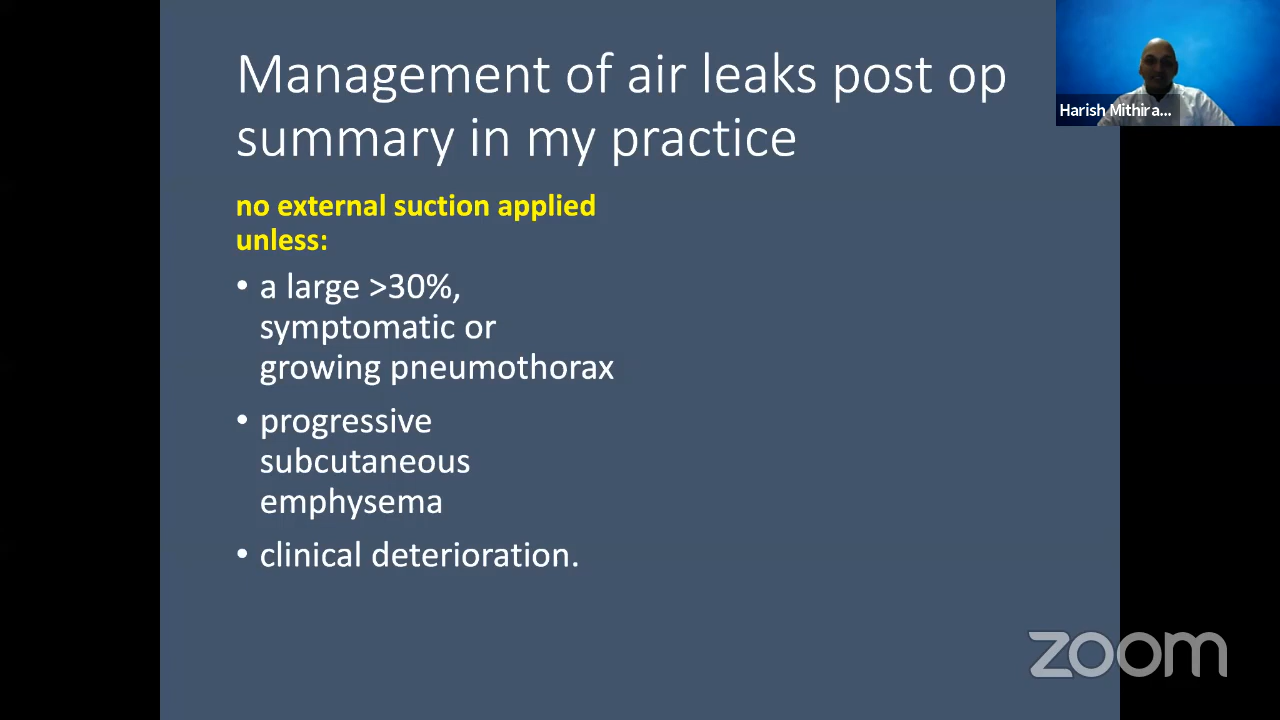 Management of air leaks post op
summary in my practice
Harish Mithira...
no external suction applied
unless:
• a large >30%,
symptomatic or
growing pneumothorax
• progressive
subcutaneous
emphysema
• clinical deterioration.
zoom